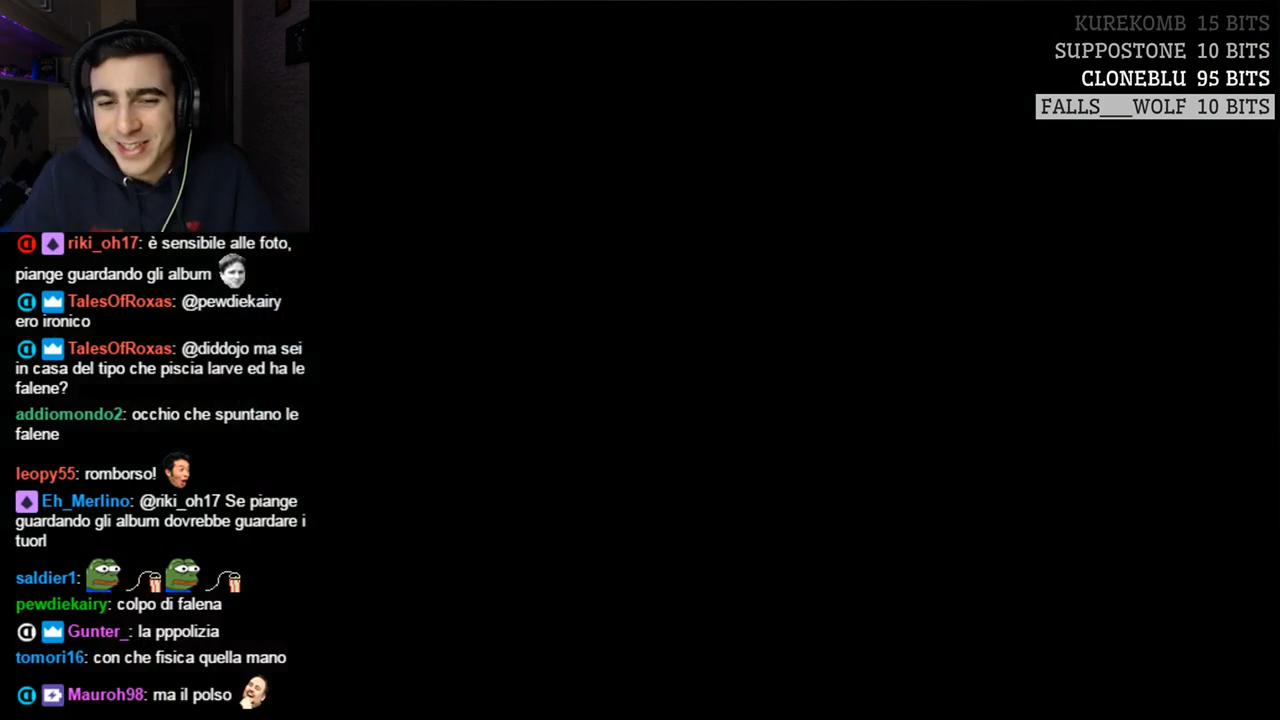 KUREKOMB 15 BITS
SUPPOSTONE 10 BITS
CLONEBLU 95 BITS
FALLS___WOLF 10 BITS
riki_oh17: è sensibile alle foto,
piange guardando gli album
TalesOfRoxas: @pewdiekairy
ero ironico
TalesOfRoxas: @diddojo ma sei
in casa del tipo che piscia larve ed ha le
falene?
addiomondo2: occhio che spuntano le
falene
leopy55: romborso!
Eh_Merlino: @riki_oh17 Se piange
guardando gli album dovrebbe guardare i
tuorl
saldier1:
pewdiekairy: colpo di falena
Gunter_: la pppolizia
tomori16: con che fisica quella mano
Mauroh98: ma il polso